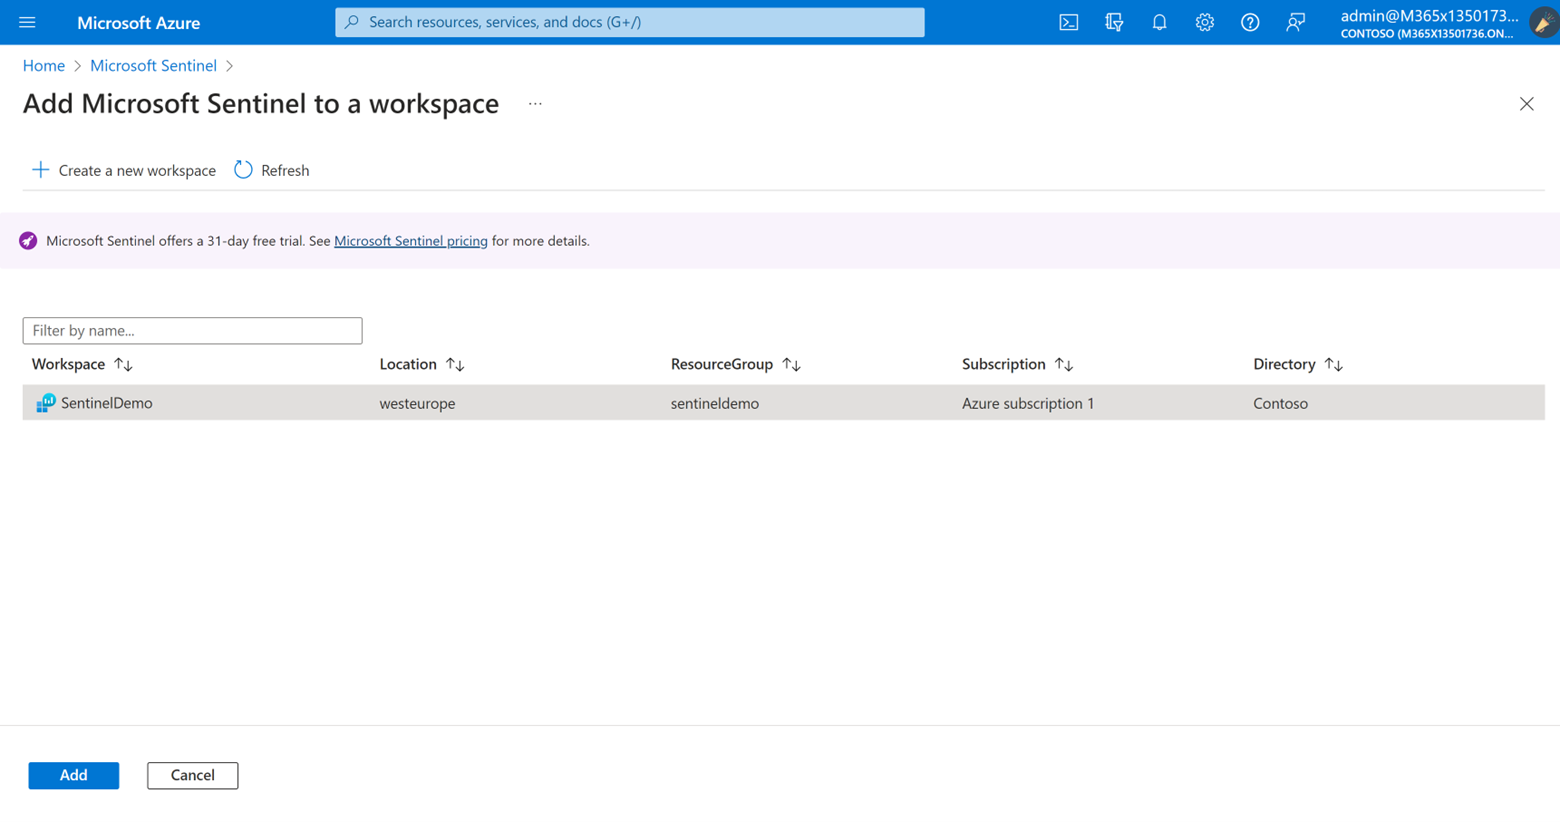 Microsoft Azure
Search resources, services, and docs (G+/)
admin@M365x1350173...
CONTOSO (M365X13501736.ON...
Home > Microsoft Sentinel >
Add Microsoft Sentinel to a workspace ...
Create a new workspace
Refresh
Microsoft Sentinel offers a 31-day free trial. See Microsoft Sentinel pricing for more details.
Filter by name...
Workspace Location ResourceGroup Subscription Directory
SentinelDemo westeurope sentineldemo Azure subscription 1 Contoso
Add
Cancel